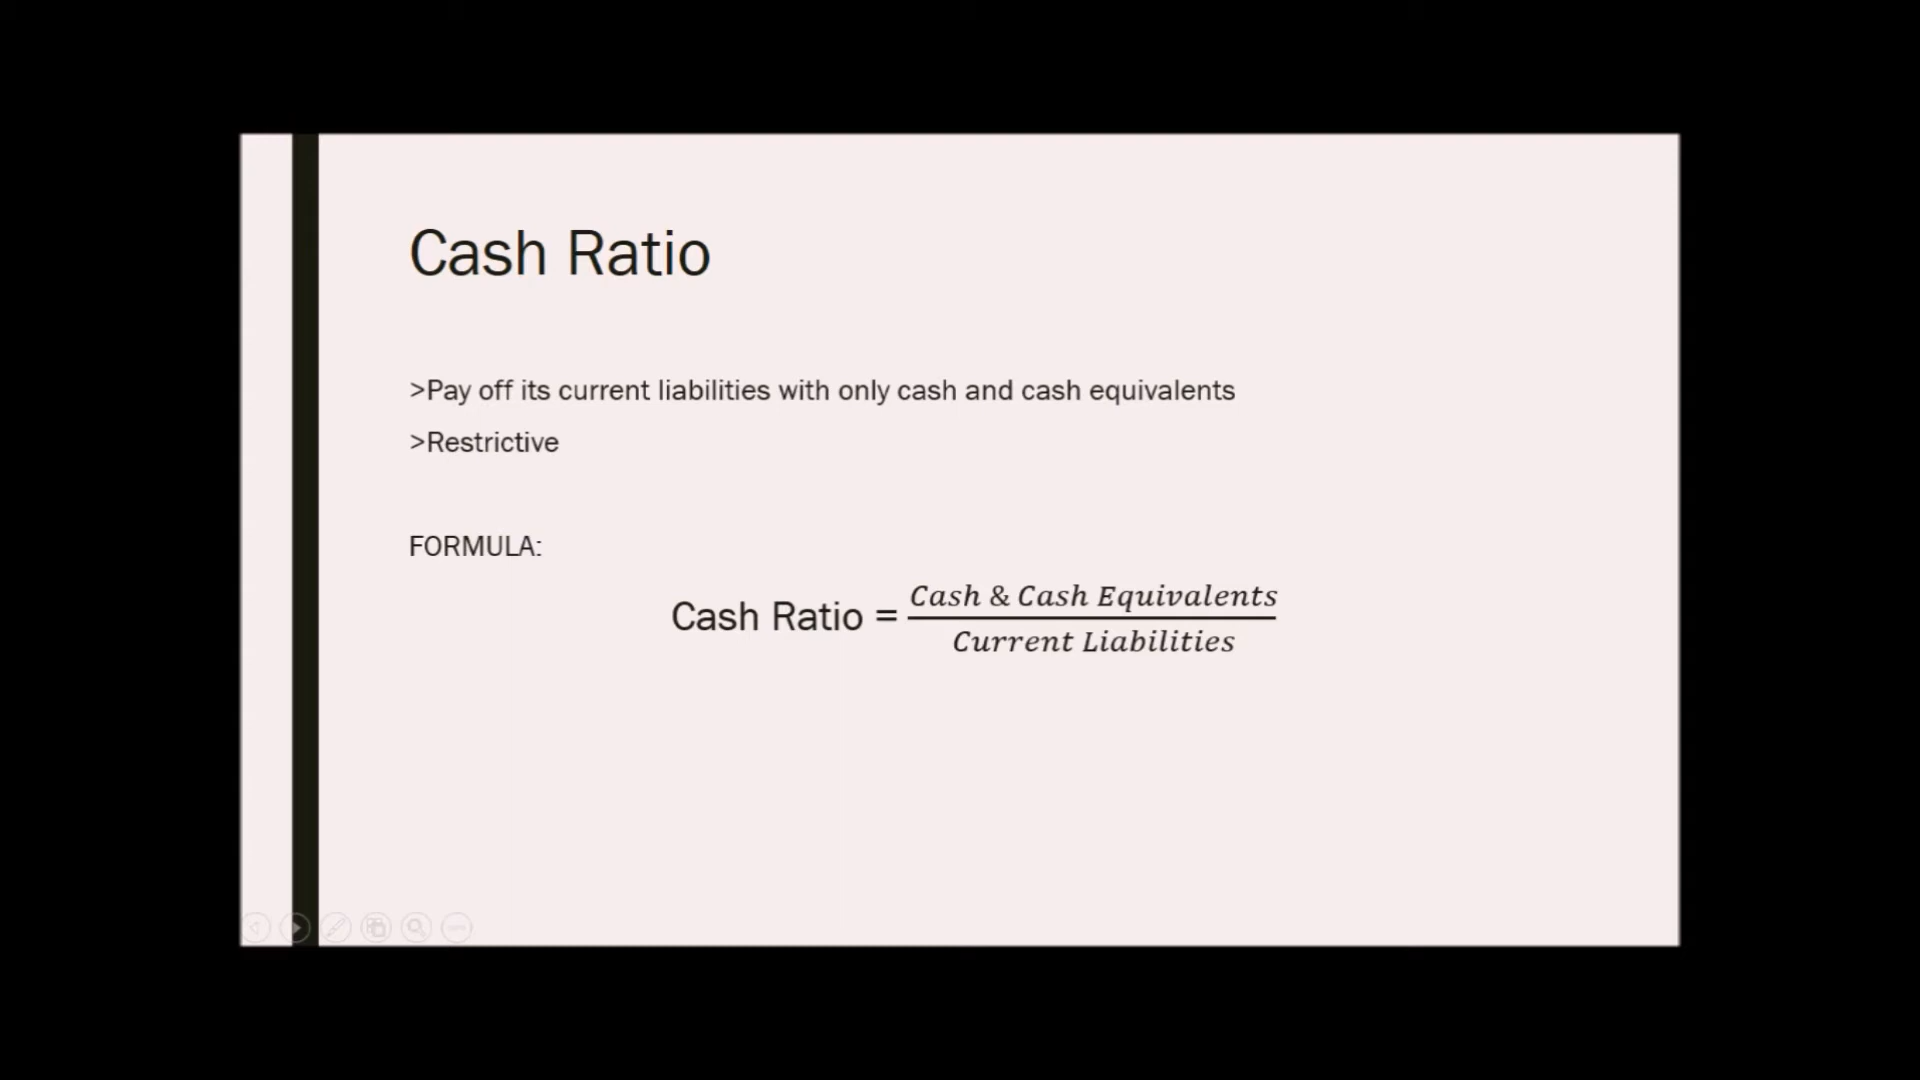 Cash Ratio
>Pay off its current liabilities with only cash and cash equivalents
>Restrictive
FORMULA:
Cash Ratio = Cash & Cash Equivalents
Current Liabilities